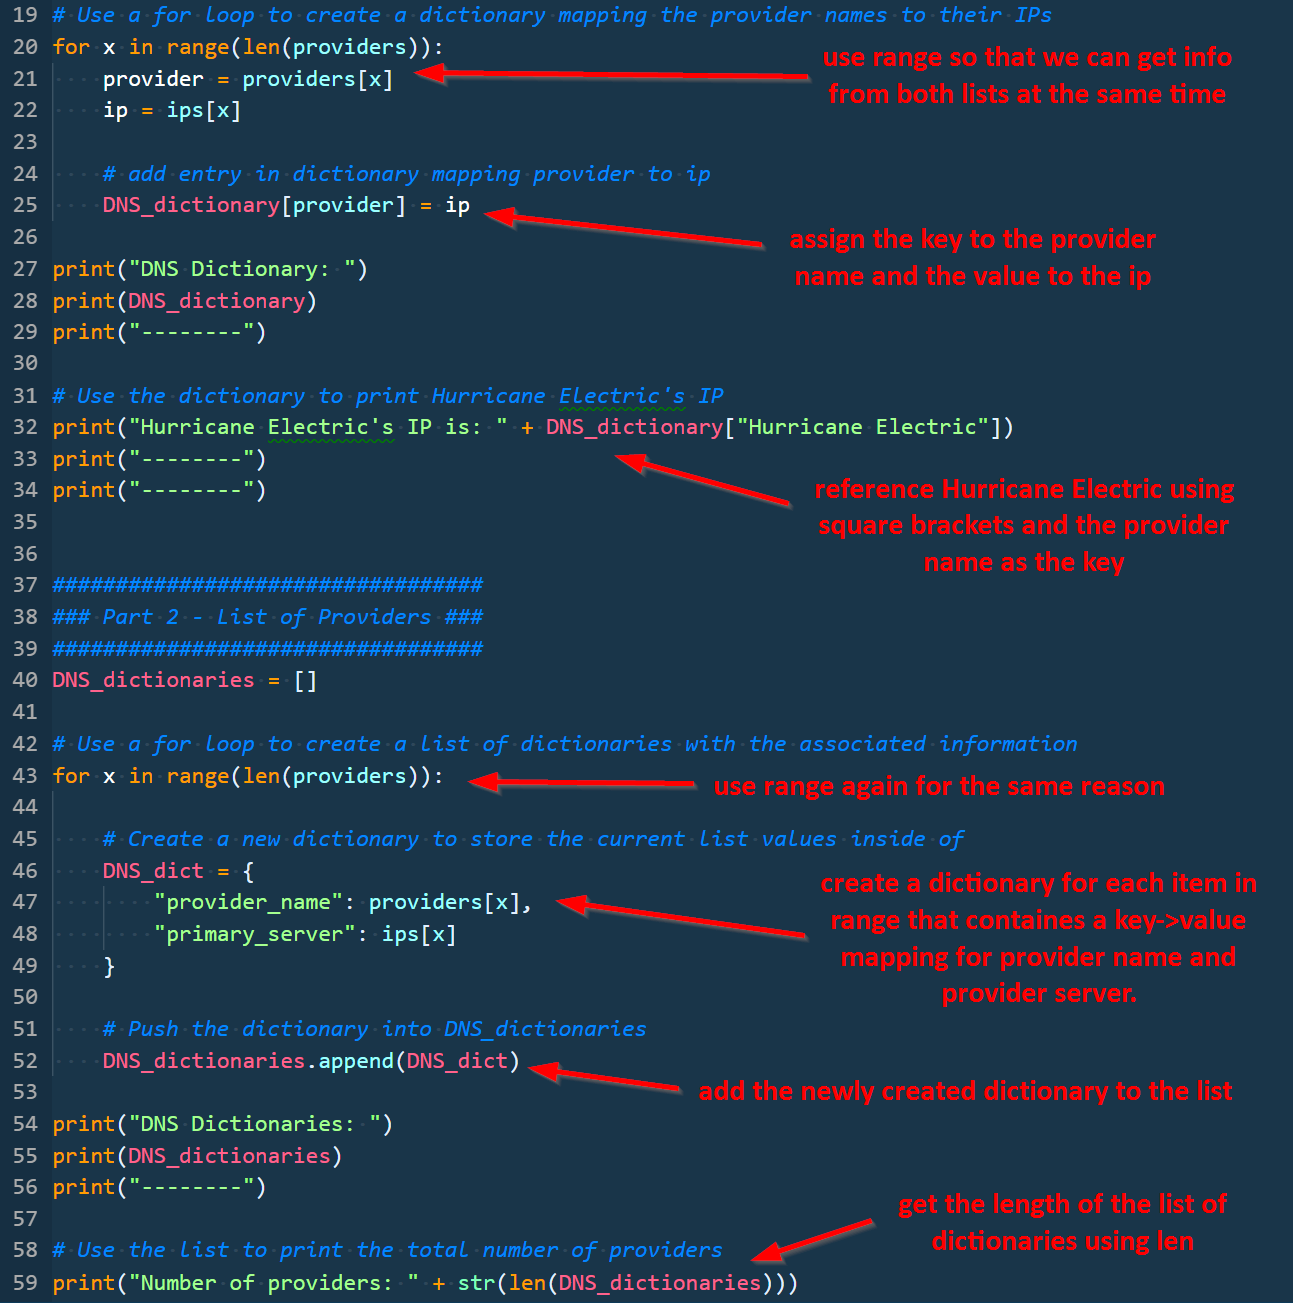 19 # Use a for loop to create a dictionary mapping the provider names to their IPs
20 for x in range(len(providers)):
21     provider = providers[x]
use range so that we can get info
from both lists at the same time
22     ip = ips[x]
23
24     # add entry in dictionary mapping provider to ip
25     DNS_dictionary[provider] = ip
assign the key to the provider
name and the value to the ip
26
27 print("DNS Dictionary: ")
28 print(DNS_dictionary)
29 print("--------")
30
31 # Use the dictionary to print Hurricane Electric's IP
32 print("Hurricane Electric's IP is: " + DNS_dictionary["Hurricane Electric"])
33 print("--------")
34 print("--------")
reference Hurricane Electric using
square brackets and the provider
name as the key
35
36
37 ##################################
38 ### Part 2 - List of Providers ###
39 ##################################
40 DNS_dictionaries = []
41
42 # Use a for loop to create a list of dictionaries with the associated information
43 for x in range(len(providers)):
use range again for the same reason
44
45     # Create a new dictionary to store the current list values inside of
46     DNS_dict = {
47         "provider_name": providers[x],
48         "primary_server": ips[x]
49     }
create a dictionary for each item in
range that containes a key->value
mapping for provider name and
provider server.
50
51     # Push the dictionary into DNS_dictionaries
52     DNS_dictionaries.append(DNS_dict)
add the newly created dictionary to the list
53
54 print("DNS Dictionaries: ")
55 print(DNS_dictionaries)
56 print("--------")
57
get the length of the list of
dictionaries using len
58 # Use the list to print the total number of providers
59 print("Number of providers: " + str(len(DNS_dictionaries)))